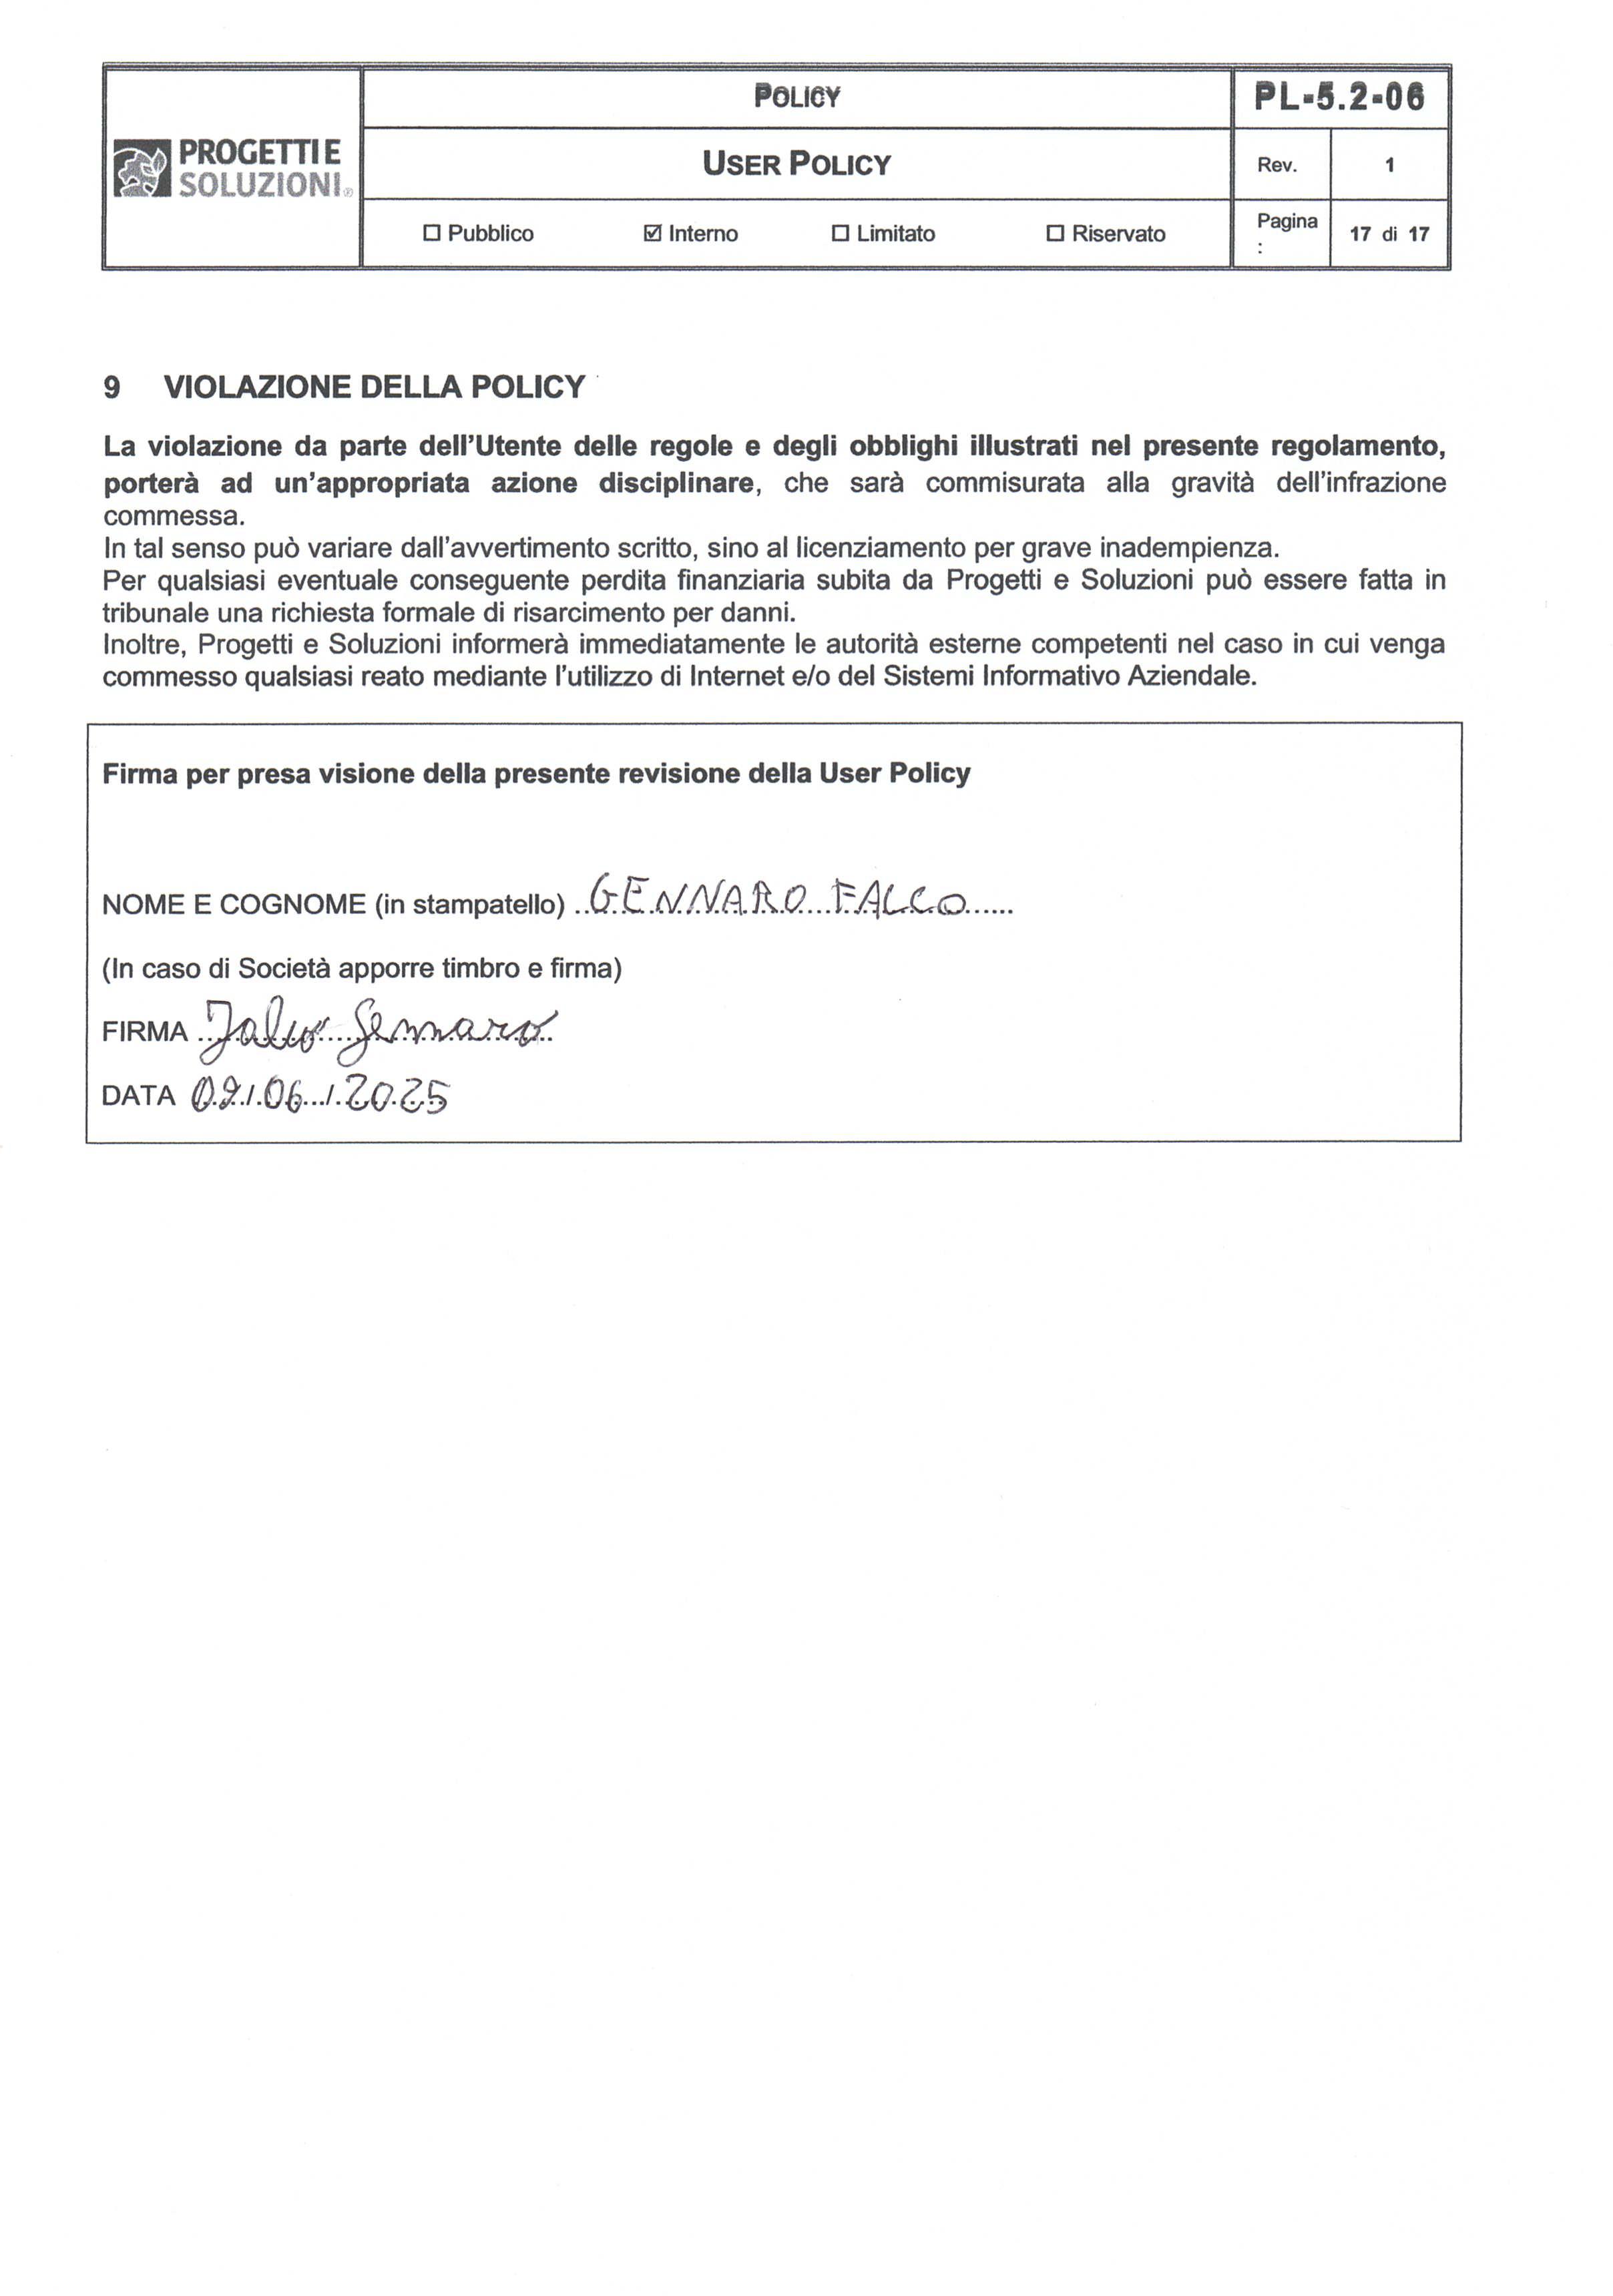 PROGETTI E
SOLUZIONI®
POLICY
PL-5.2-06
USER POLICY
Rev. 1
☐ Pubblico ☑ Interno ☐ Limitato ☐ Riservato
Pagina : 17 di 17
9 VIOLAZIONE DELLA POLICY
La violazione da parte dell'Utente delle regole e degli obblighi illustrati nel presente regolamento,
porterà ad un'appropriata azione disciplinare, che sarà commisurata alla gravità dell'infrazione
commessa.
In tal senso può variare dall'avvertimento scritto, sino al licenziamento per grave inadempienza.
Per qualsiasi eventuale conseguente perdita finanziaria subita da Progetti e Soluzioni può essere fatta in
tribunale una richiesta formale di risarcimento per danni.
Inoltre, Progetti e Soluzioni informerà immediatamente le autorità esterne competenti nel caso in cui venga
commesso qualsiasi reato mediante l'utilizzo di Internet e/o del Sistemi Informativo Aziendale.
Firma per presa visione della presente revisione della User Policy
NOME E COGNOME (in stampatello) GENNARO FALCO
(In caso di Società apporre timbro e firma)
FIRMA Falco Gennaro
DATA 09/06/2025